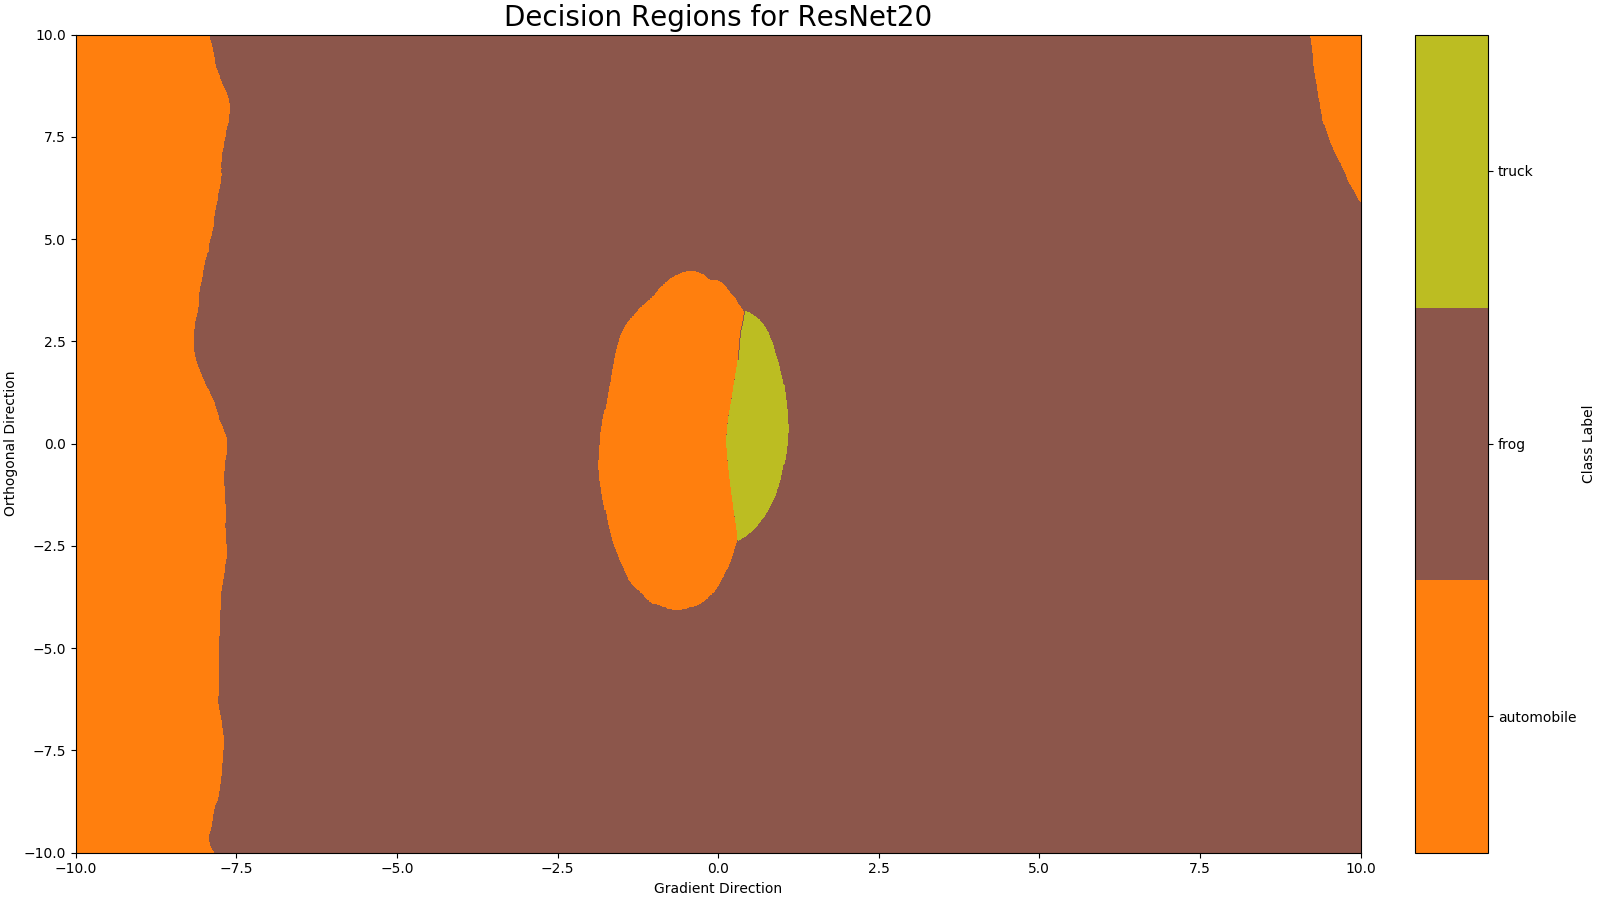 Decision Regions for ResNet20
10.0
7.5
5.0
2.5
0.0
−2.5
−5.0
−7.5
−10.0
Orthogonal Direction
−10.0
−7.5
−5.0
−2.5
0.0
2.5
5.0
7.5
10.0
Gradient Direction
truck
frog
automobile
Class Label